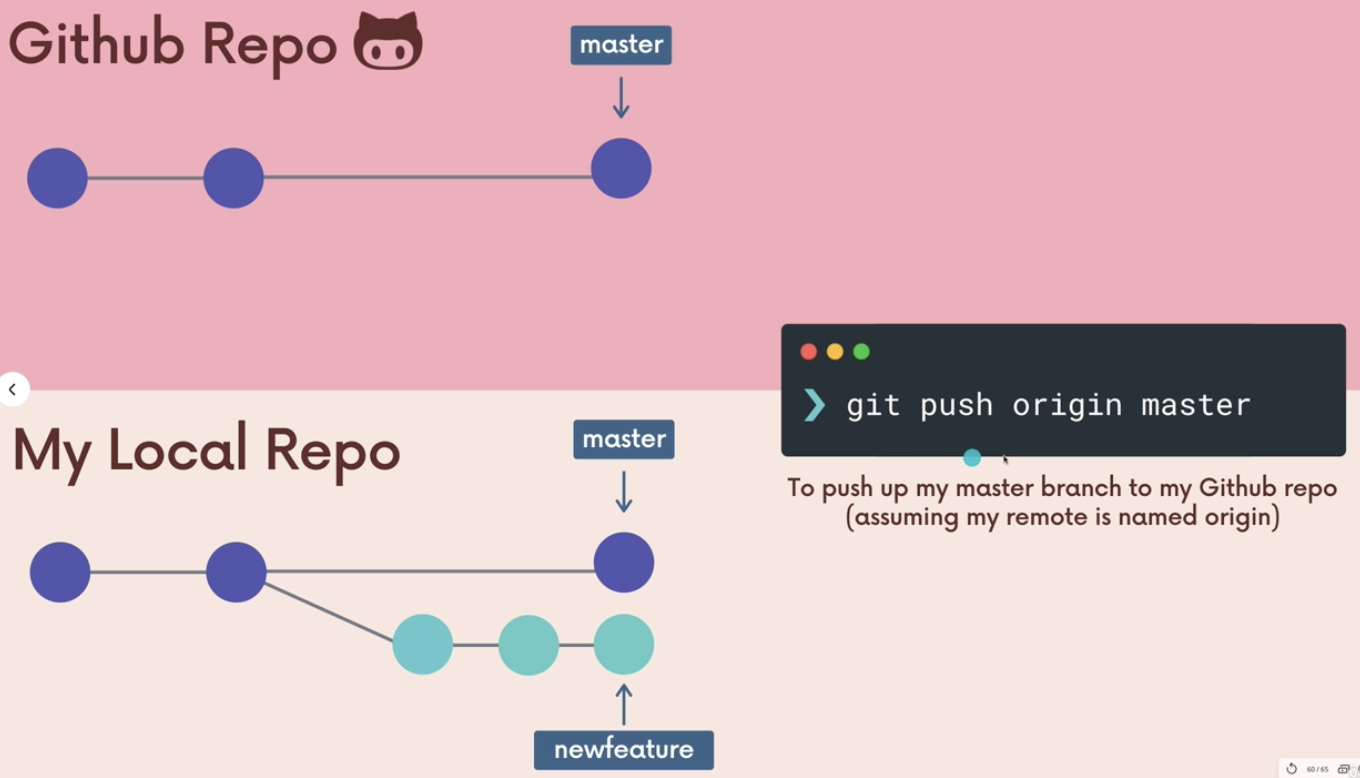 Github Repo
master
git push origin master
My Local Repo
master
To push up my master branch to my Github repo
(assuming my remote is named origin)
newfeature
60 / 65